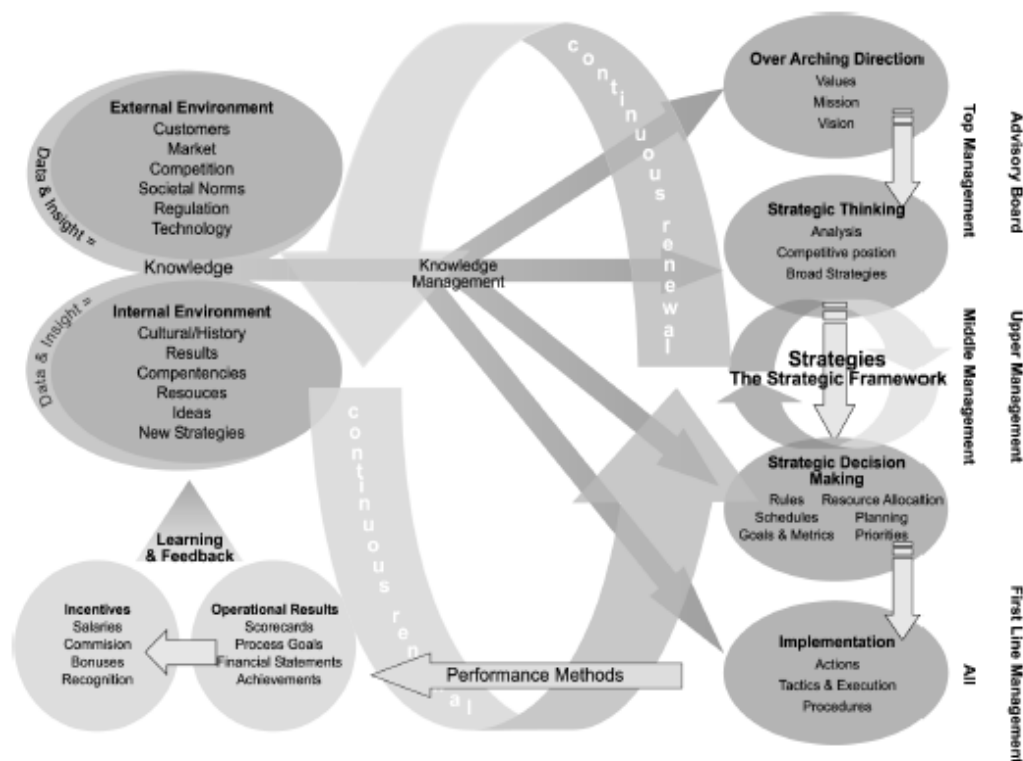 External Environment
Customers
Market
Competition
Societal Norms
Regulation
Technology
Data & Insight »
Knowledge
Data & Insight »
Internal Environment
Cultural/History
Results
Compentencies
Resouces
Ideas
New Strategies
Learning
& Feedback
Incentives
Salaries
Commision
Bonuses
Recognition
Operational Results
Scorecards
Process Goals
Financial Statements
Achievements
continuous renewal
continuous renewal
Knowledge
Management
Performance Methods
Over Arching Direction
Values
Mission
Vision
Strategic Thinking
Analysis
Competitive postion
Broad Strategies
Strategies
The Strategic Framework
Strategic Decision
Making
Rules Resource Allocation
Schedules Planning
Goals & Metrics Priorities
Implementation
Actions
Tactics & Execution
Procedures
Top Management
Middle Management
All
Advisory Board
Upper Management
First Line Management